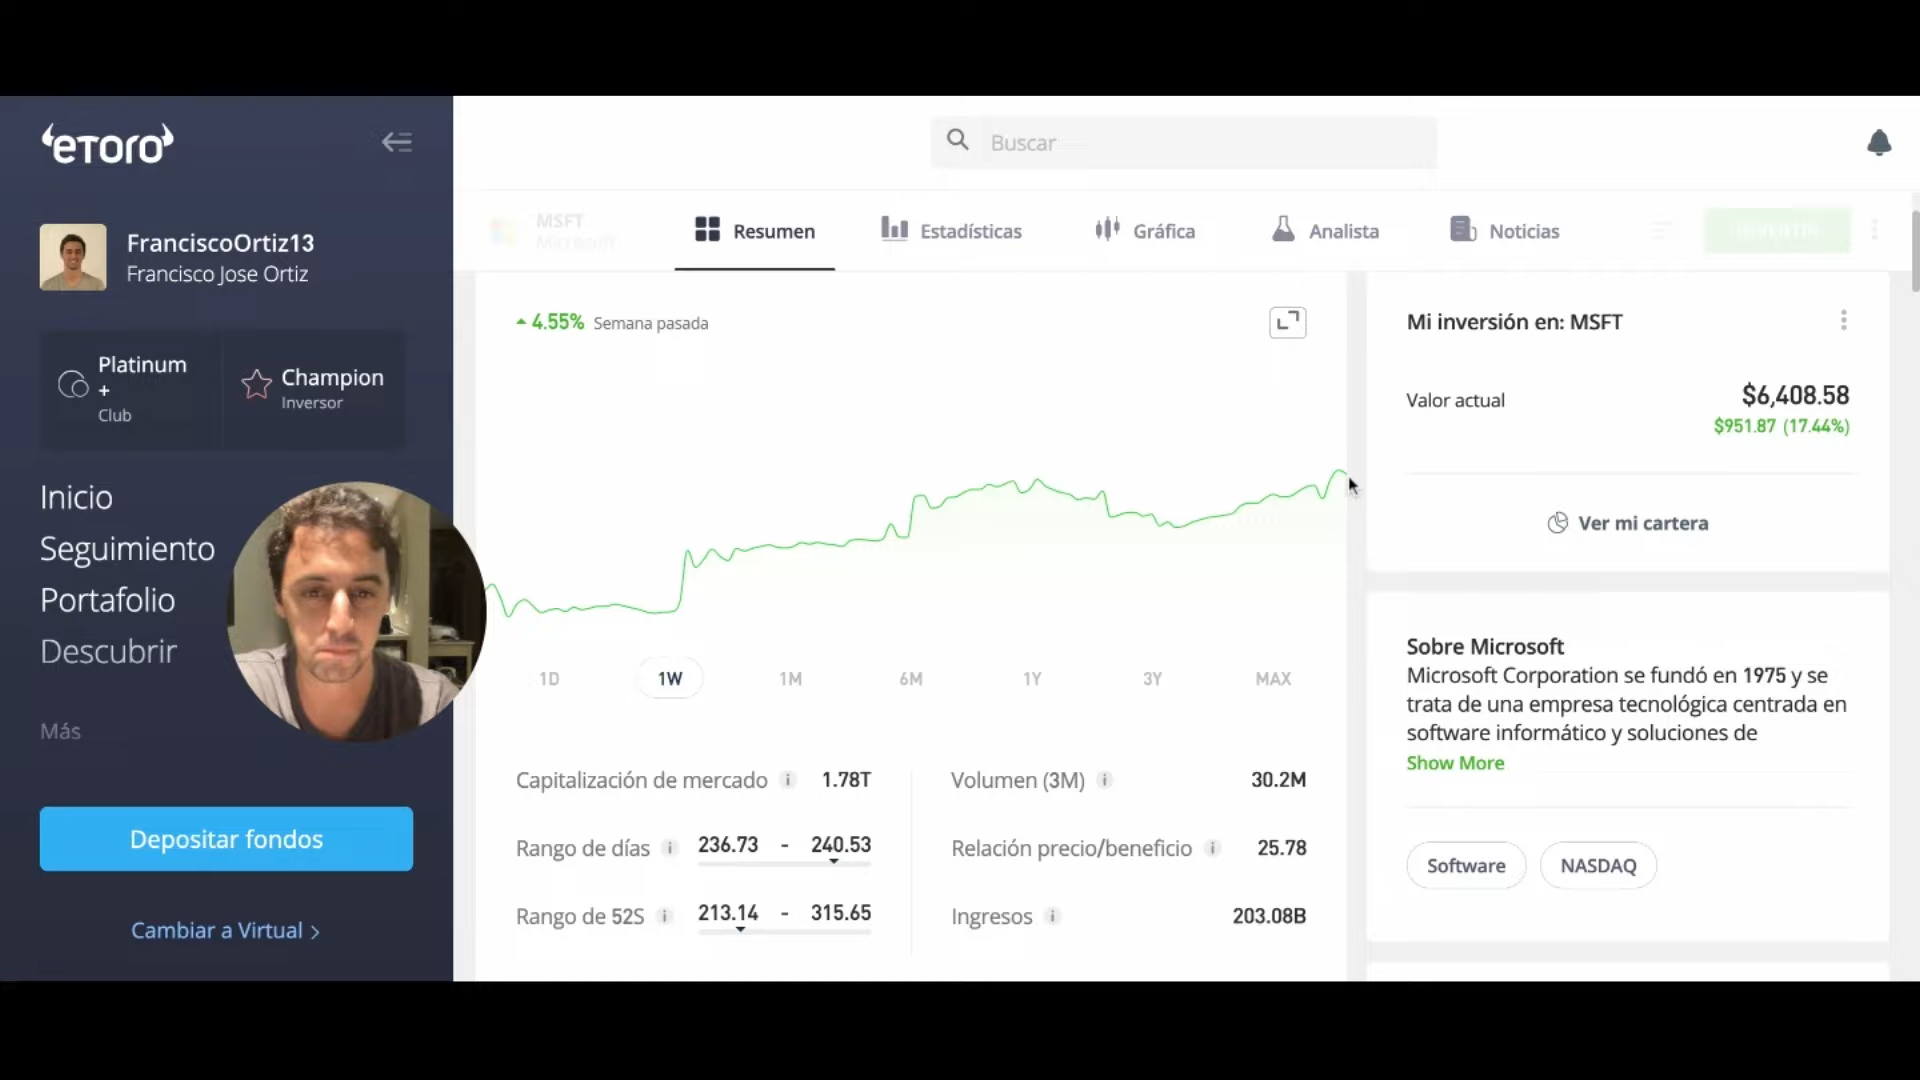 eToro
Buscar
FranciscoOrtiz13
Francisco Jose Ortiz
Platinum
+
Club
Champion
Inversor
Inicio
Seguimiento
Portafolio
Descubrir
Más
Depositar fondos
Cambiar a Virtual >
MSFT
Microsoft
Resumen
Estadísticas
Gráfica
Analista
Noticias
4.55% Semana pasada
1D 1W 1M 6M 1Y 3Y MAX
Capitalización de mercado i 1.78T
Volumen (3M) i 30.2M
Rango de días i 236.73 - 240.53
Relación precio/beneficio i 25.78
Rango de 52S i 213.14 - 315.65
Ingresos i 203.08B
Mi inversión en: MSFT
Valor actual
$6,408.58
$951.87 (17.44%)
Ver mi cartera
Sobre Microsoft
Microsoft Corporation se fundó en 1975 y se
trata de una empresa tecnológica centrada en
software informático y soluciones de
Show More
Software
NASDAQ